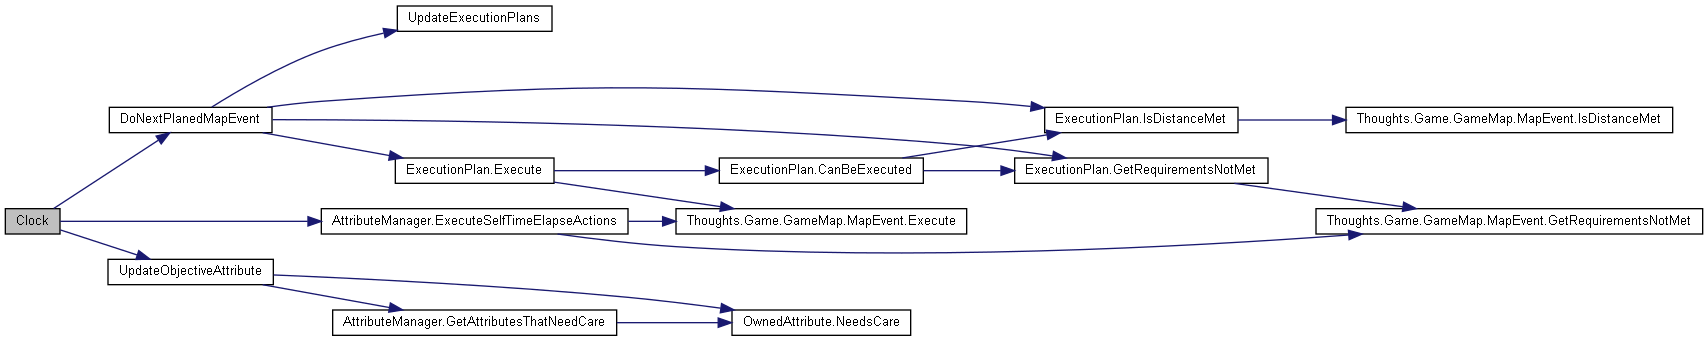 UpdateExecutionPlans
DoNextPlanedMapEvent
ExecutionPlan.IsDistanceMet
Thoughts.Game.GameMap.MapEvent.IsDistanceMet
ExecutionPlan.Execute
ExecutionPlan.CanBeExecuted
ExecutionPlan.GetRequirementsNotMet
Clock
AttributeManager.ExecuteSelfTimeElapseActions
Thoughts.Game.GameMap.MapEvent.Execute
Thoughts.Game.GameMap.MapEvent.GetRequirementsNotMet
UpdateObjectiveAttribute
AttributeManager.GetAttributesThatNeedCare
OwnedAttribute.NeedsCare